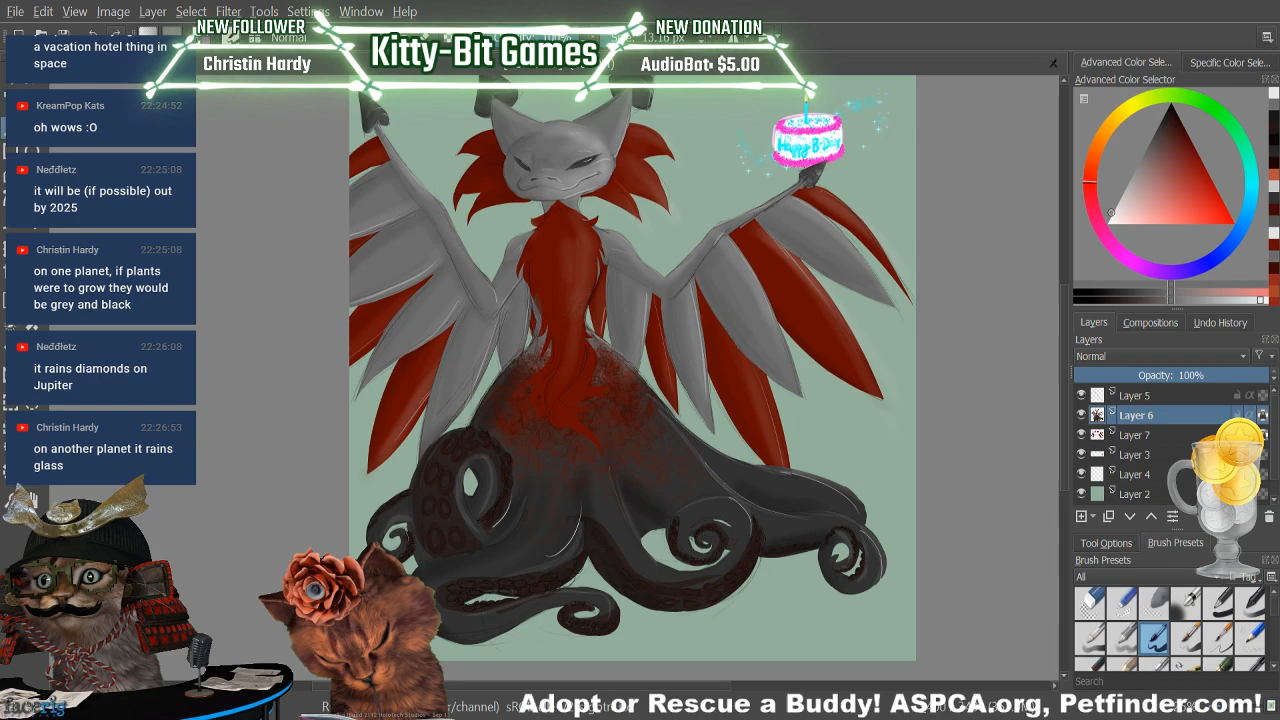 File Edit View Image Layer Select Filter Tools Settings Window Help
NEW FOLLOWER
Kitty-Bit Games
NEW DONATION
Christin Hardy
AudioBot• $5.00
Normal
13.16 px
a vacation hotel thing in
space
KreamPop Kats 22:24:52
oh wows :O
Neddletz 22:25:08
it will be (if possible) out
by 2025
Christin Hardy 22:25:08
on one planet, if plants
were to grow they would
be grey and black
Neddletz 22:26:08
it rains diamonds on
Jupiter
Christin Hardy 22:26:53
on another planet it rains
glass
Happy B-Day
Advanced Color Sele... Specific Color Sele...
Advanced Color Selector
Layers Compositions Undo History
Layers
Normal
Opacity: 100%
Layer 5
Layer 6
Layer 7
Layer 3
Layer 4
Layer 2
Tool Options Brush Presets
Brush Presets
All
Tag
Search
facerig
Adopt or Rescue a Buddy! ASPCA.org, Petfinder.com!